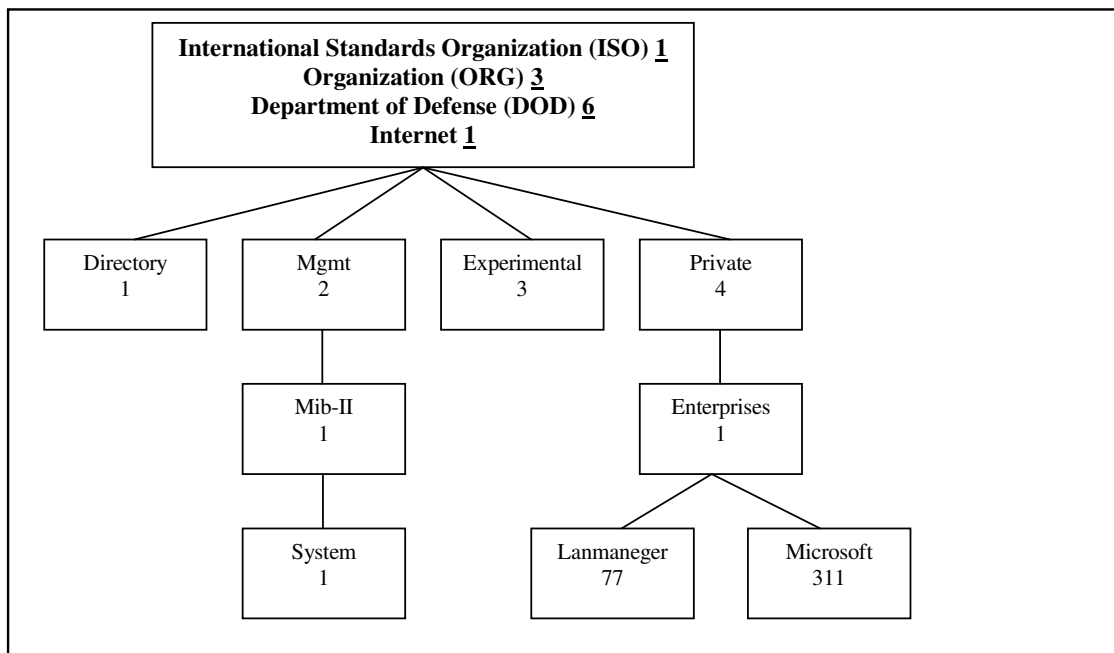 International Standards Organization (ISO) 1
Organization (ORG) 3
Department of Defense (DOD) 6
Internet 1
Directory
1
Mgmt
2
Experimental
3
Private
4
Mib-II
1
Enterprises
1
System
1
Lanmaneger
77
Microsoft
311